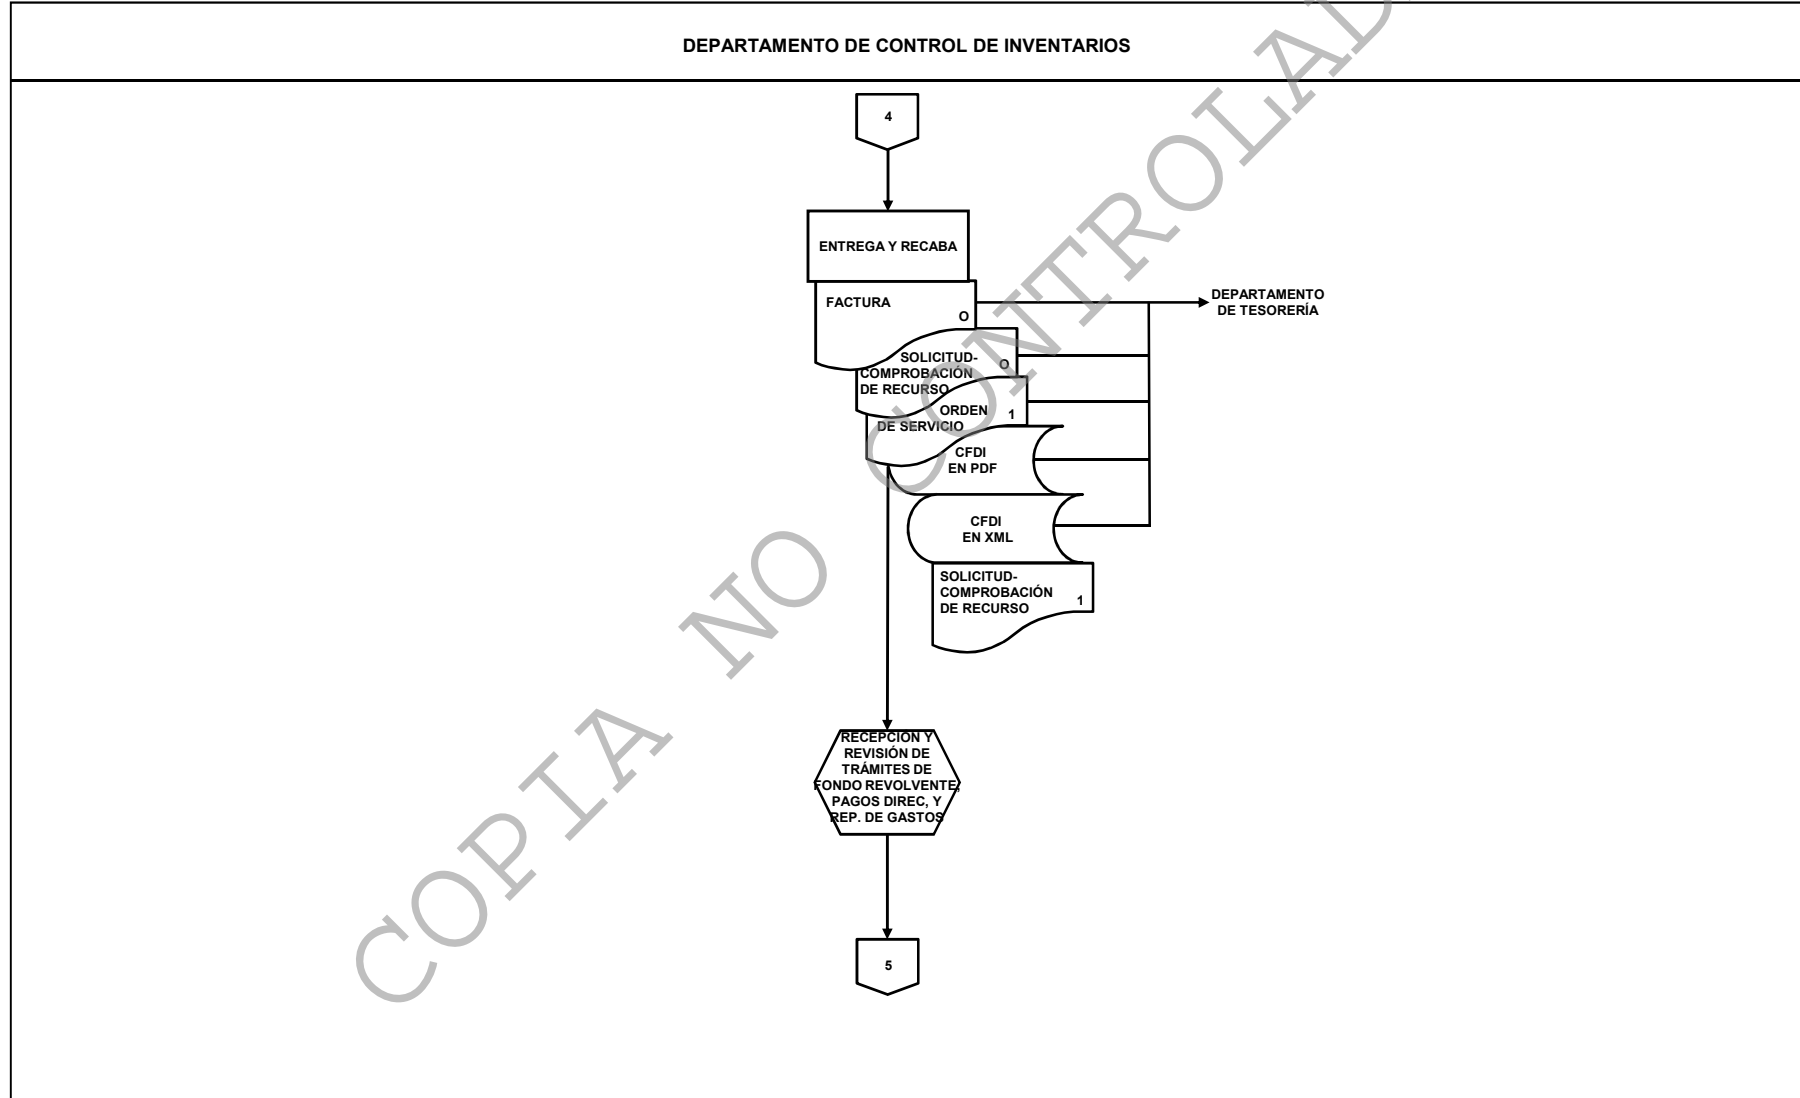 DEPARTAMENTO DE CONTROL DE INVENTARIOS
4
ENTREGA Y RECABA
FACTURA
O
DEPARTAMENTO
DE TESORERÍA
SOLICITUD-
COMPROBACIÓN
DE RECURSO
O
ORDEN
DE SERVICIO
1
CFDI
EN PDF
CFDI
EN XML
SOLICITUD-
COMPROBACIÓN
DE RECURSO
1
RECEPCIÓN Y
REVISIÓN DE
TRÁMITES DE
FONDO REVOLVENTE,
PAGOS DIREC, Y
REP. DE GASTOS
5
COPIA NO CONTROLAD